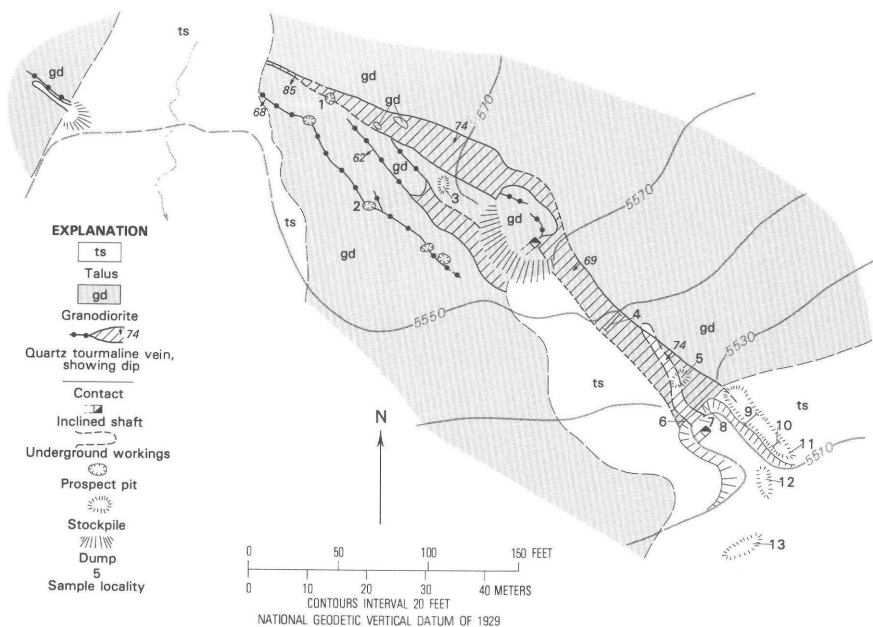 ts
gd
gd
85
1
gd
68
74
570
62
gd
3
2
gd
5570
ts
69
gd
5550
4
gd
5530
74
5
ts
ts
6
7
8
9
10
11
5510
12
13
EXPLANATION
ts
Talus
gd
Granodiorite
74
Quartz tourmaline vein,
showing dip
Contact
Inclined shaft
Underground workings
Prospect pit
Stockpile
Dump
5
Sample locality
N
0 50 100 150 FEET
0 10 20 30 40 METERS
CONTOURS INTERVAL 20 FEET
NATIONAL GEODETIC VERTICAL DATUM OF 1929